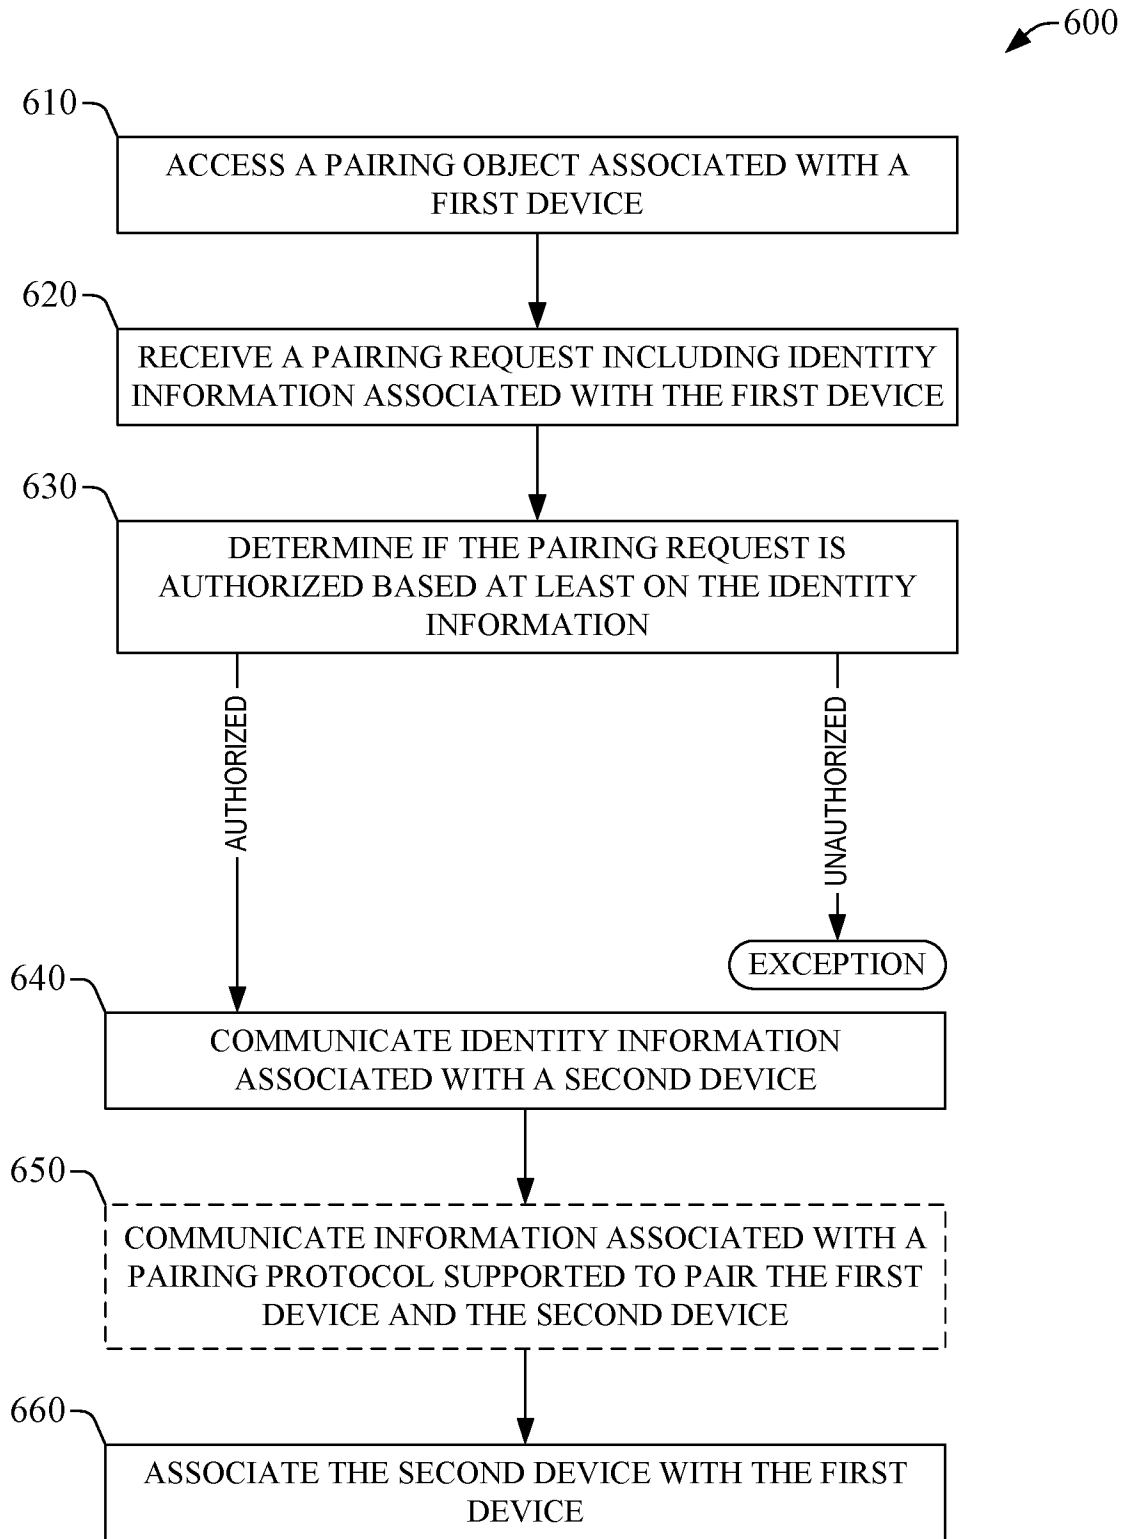 600
610
ACCESS A PAIRING OBJECT ASSOCIATED WITH A
FIRST DEVICE
620
RECEIVE A PAIRING REQUEST INCLUDING IDENTITY
INFORMATION ASSOCIATED WITH THE FIRST DEVICE
630
DETERMINE IF THE PAIRING REQUEST IS
AUTHORIZED BASED AT LEAST ON THE IDENTITY
INFORMATION
AUTHORIZED
UNAUTHORIZED
EXCEPTION
640
COMMUNICATE IDENTITY INFORMATION
ASSOCIATED WITH A SECOND DEVICE
650
COMMUNICATE INFORMATION ASSOCIATED WITH A
PAIRING PROTOCOL SUPPORTED TO PAIR THE FIRST
DEVICE AND THE SECOND DEVICE
660
ASSOCIATE THE SECOND DEVICE WITH THE FIRST
DEVICE